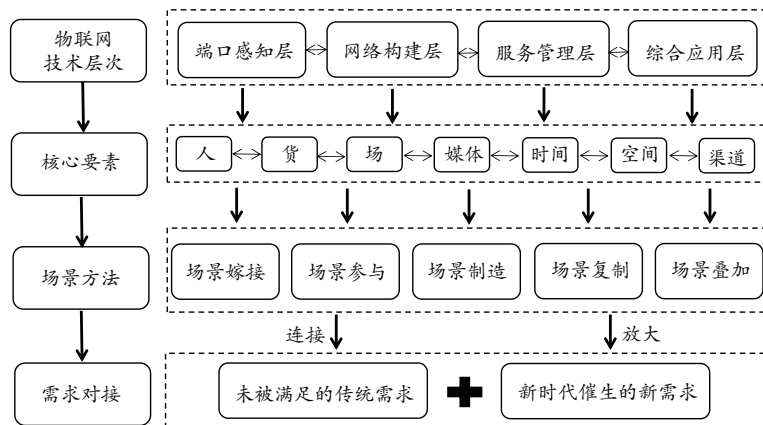 物联网
技术层次
端口感知层
网络构建层
服务管理层
综合应用层
核心要素
人
货
场
媒体
时间
空间
渠道
场景方法
场景嫁接
场景参与
场景制造
场景复制
场景叠加
连接
放大
需求对接
未被满足的传统需求
新时代催生的新需求